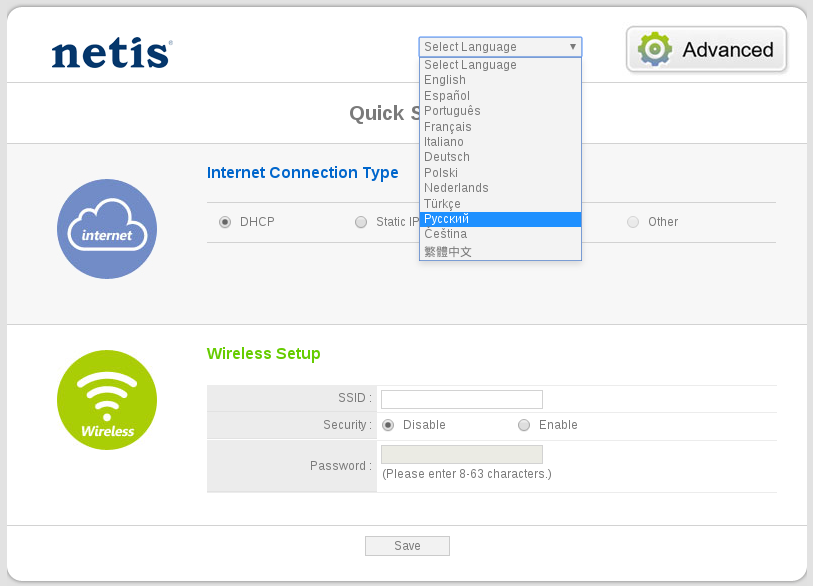 netis
Select Language
Advanced
Select Language
English
Español
Português
Français
Italiano
Deutsch
Polski
Nederlands
Türkçe
Русский
Čeština
繁體中文
Quick S
Internet Connection Type
internet
DHCP
Static IP
Other
Wireless Setup
Wireless
SSID :
Security : Disable Enable
Password :
(Please enter 8-63 characters.)
Save